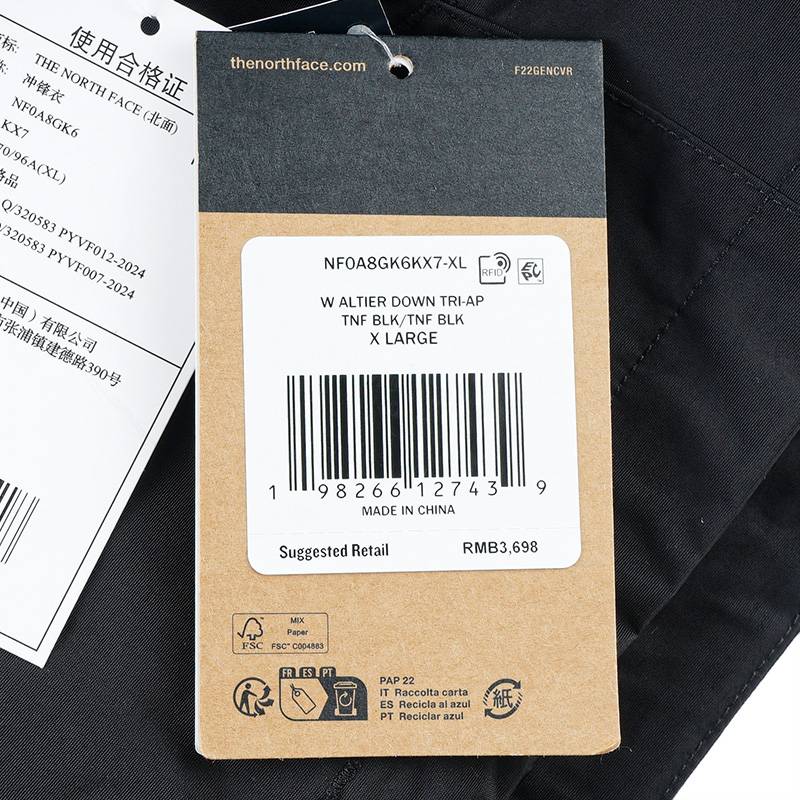 使用合格证
标:
THE NORTH FACE (北面)
冲锋衣
NF0A8GK6
KX7
70/96A(XL)
格品
Q/320583 PYVF012-2024
/320583 PYVF007-2024
中国）有限公司
市张浦镇建德路390号
thenorthface.com
F22GENCVR
NF0A8GK6KX7-XL
RFID
EPC
W ALTIER DOWN TRI-AP
TNF BLK/TNF BLK
X LARGE
1 98266 12743 9
MADE IN CHINA
Suggested Retail RMB3,698
MIX
Paper
FSC
FSC™ C004863
FR ES PT
PAP 22
IT Raccolta carta
ES Recicla al azul
PT Reciclar azul
紙